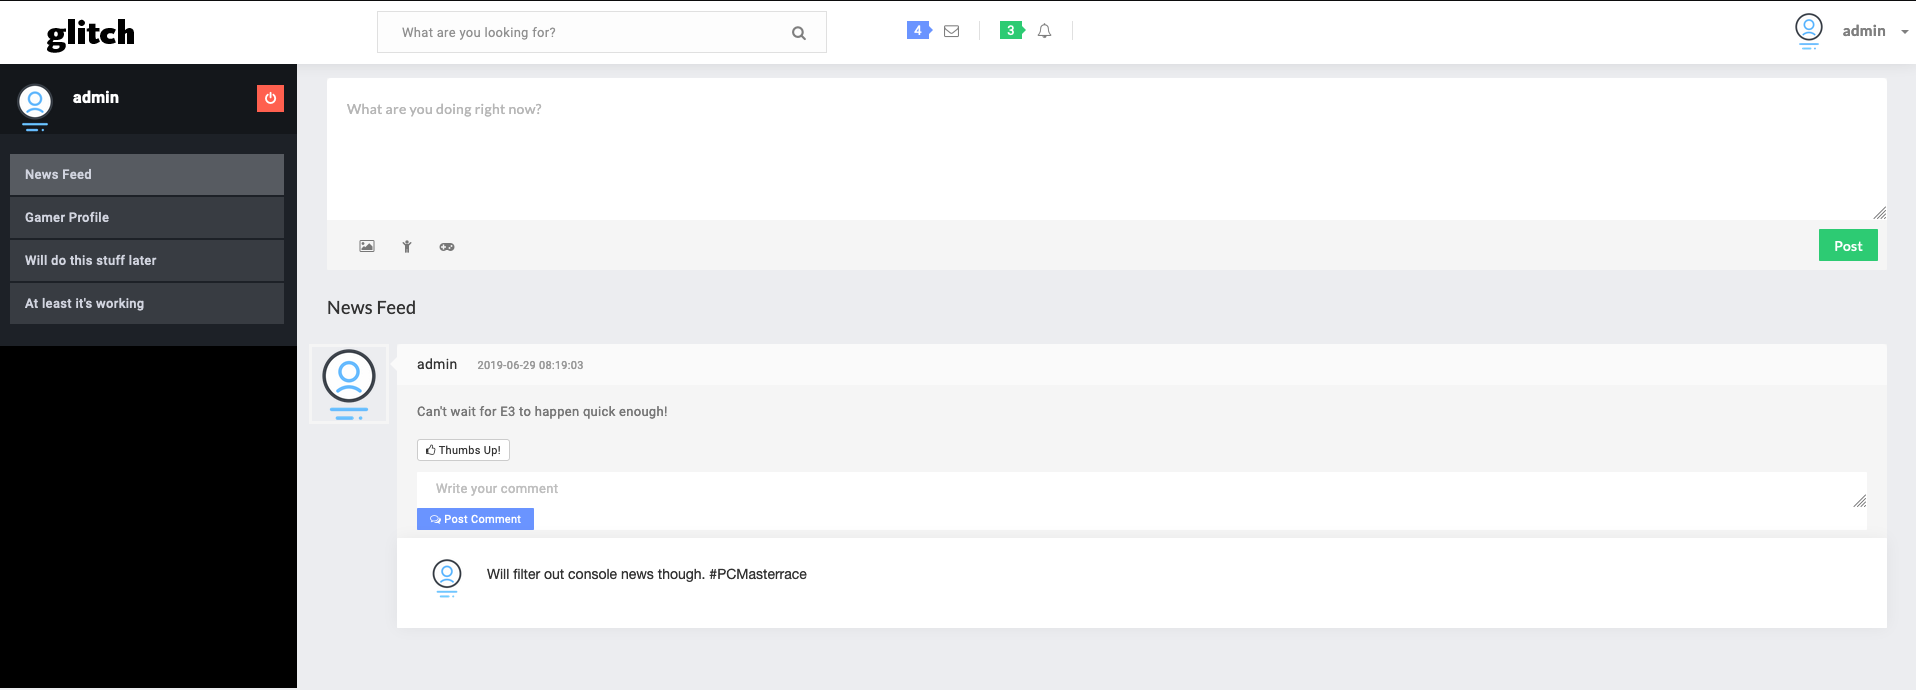 glitch
What are you looking for?
4
3
admin
admin
News Feed
Gamer Profile
Will do this stuff later
At least it's working
What are you doing right now?
Post
News Feed
admin 2019-06-29 08:19:03
Can't wait for E3 to happen quick enough!
Thumbs Up!
Write your comment
Post Comment
Will filter out console news though. #PCMasterrace